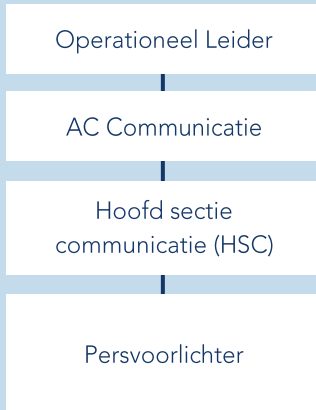 Operationeel Leider
AC Communicatie
Hoofd sectie
communicatie (HSC)
Persvoorlichter